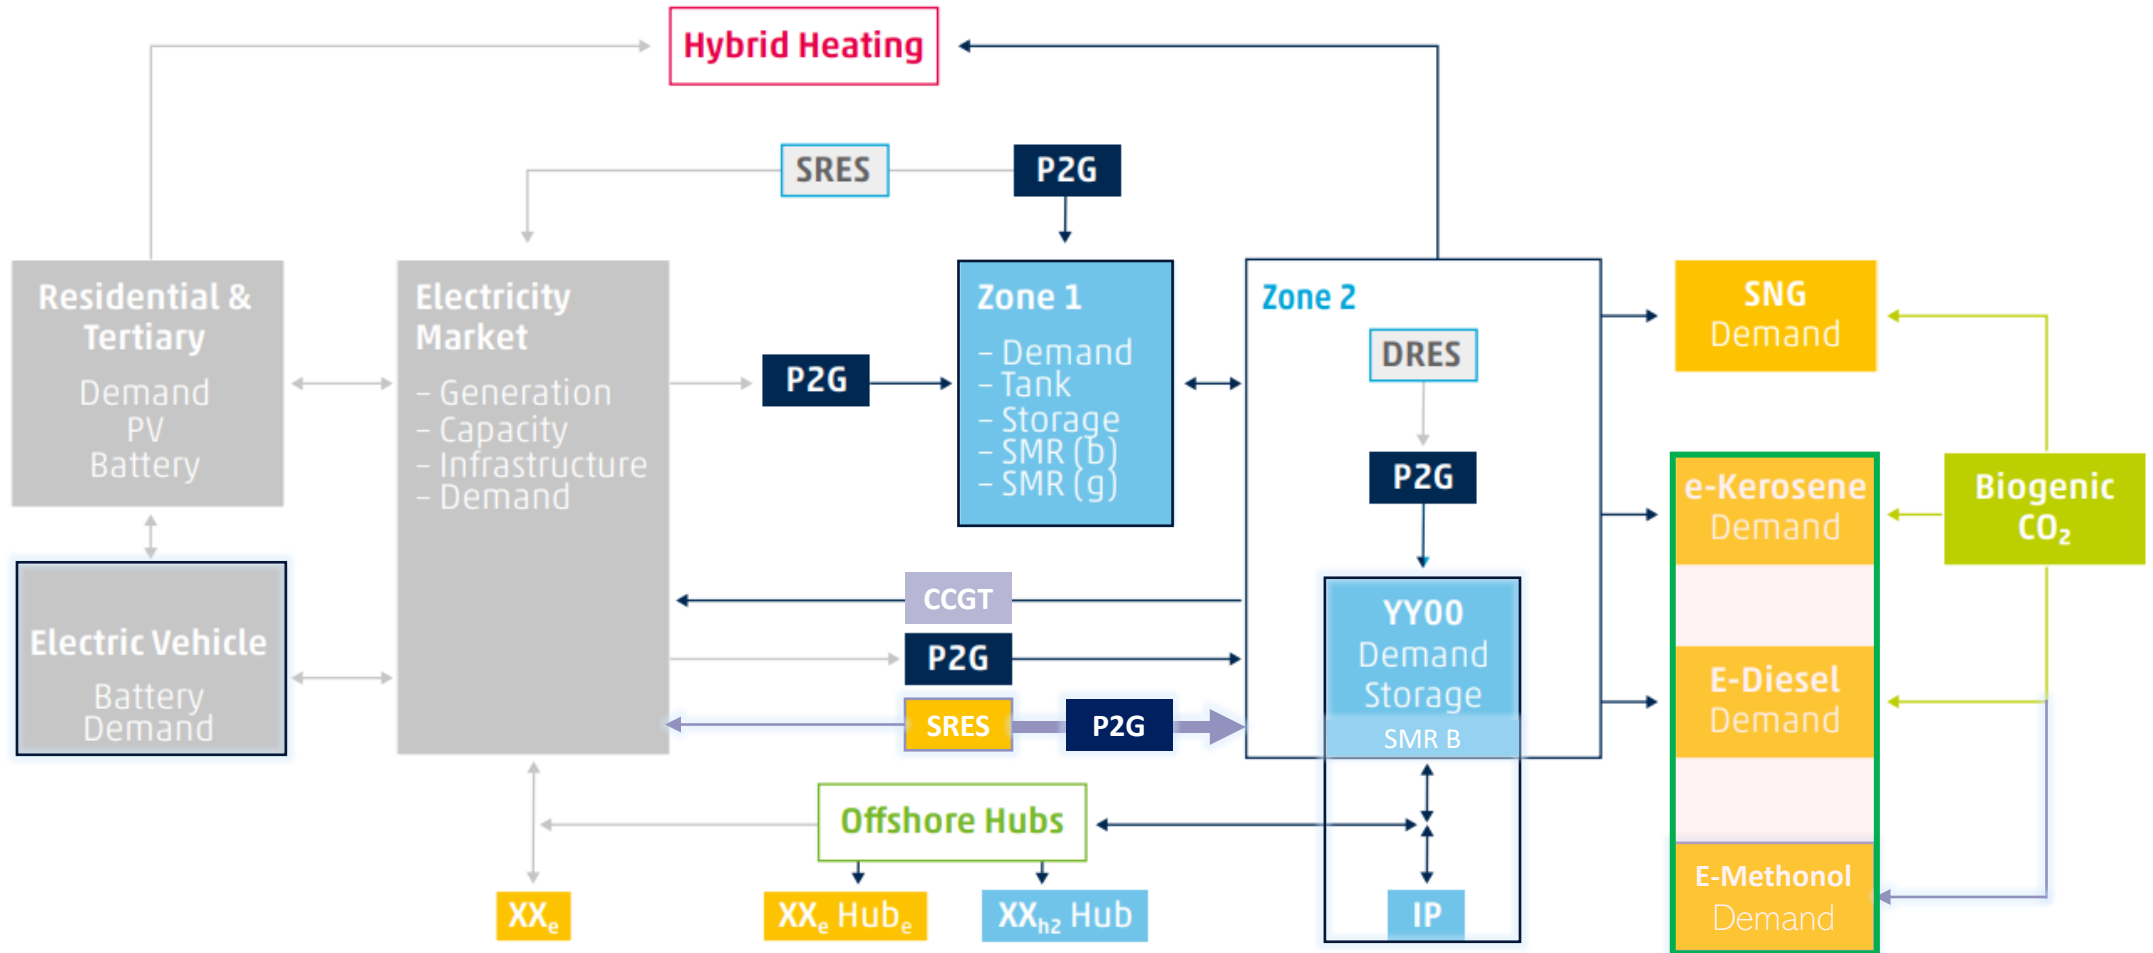 Hybrid Heating
SRES
P2G
Residential &
Tertiary
Demand
PV
Battery
Electricity
Market
– Generation
– Capacity
– Infrastructure
– Demand
P2G
Zone 1
– Demand
– Tank
– Storage
– SMR (b)
– SMR (g)
Zone 2
DRES
P2G
YY00
Demand
Storage
SMR B
SNG
Demand
e-Kerosene
Demand
E-Diesel
Demand
E-Methonol
Demand
Biogenic
CO₂
Electric Vehicle
Battery
Demand
CCGT
P2G
SRES
P2G
Offshore Hubs
XXₑ
XXₑ Hubₑ
XXₕ₂ Hub
IP